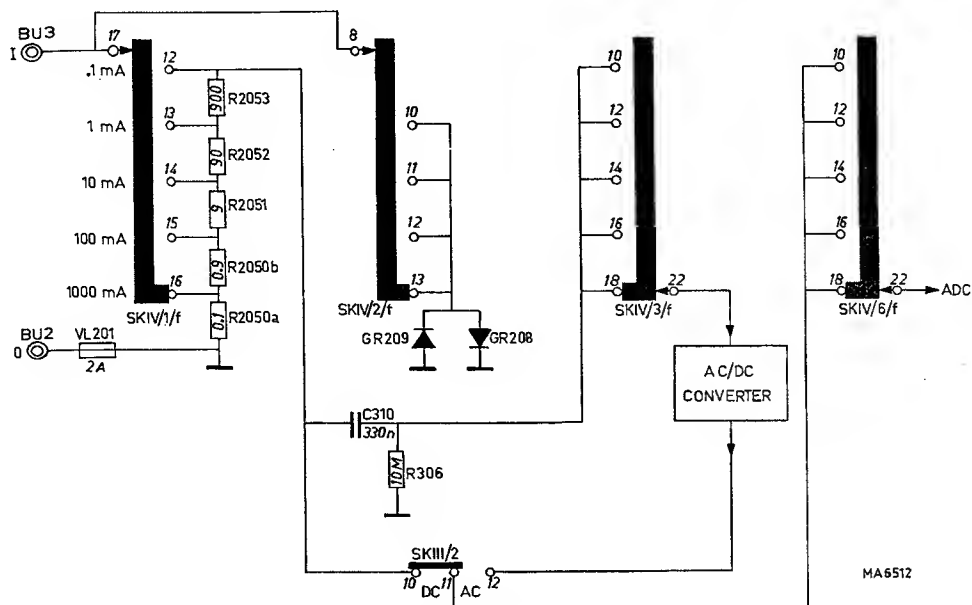 BU3
I
17
.1 mA
12
900
R2053
1 mA
13
90
R2052
10 mA
14
9
R2051
100 mA
15
0.9
R2050b
1000 mA
16
0.1
R2050a
SKIV/1/f
BU2
0
VL201
2A
8
10
11
12
13
SKIV/2/f
GR209
GR208
10
12
14
16
18
22
SKIV/3/f
10
12
14
16
18
22
ADC
SKIV/6/f
AC/DC
CONVERTER
C310
330n
10M
R306
SKIII/2
10
11
12
DC
AC
MA6512